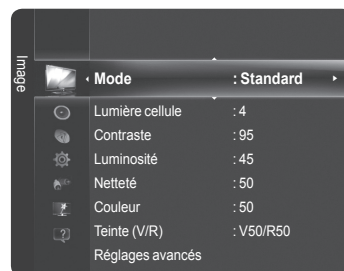 Image
Mode : Standard
Lumière cellule : 4
Contraste : 95
Luminosité : 45
Netteté : 50
Couleur : 50
Teinte (V/R) : V50/R50
Réglages avancés